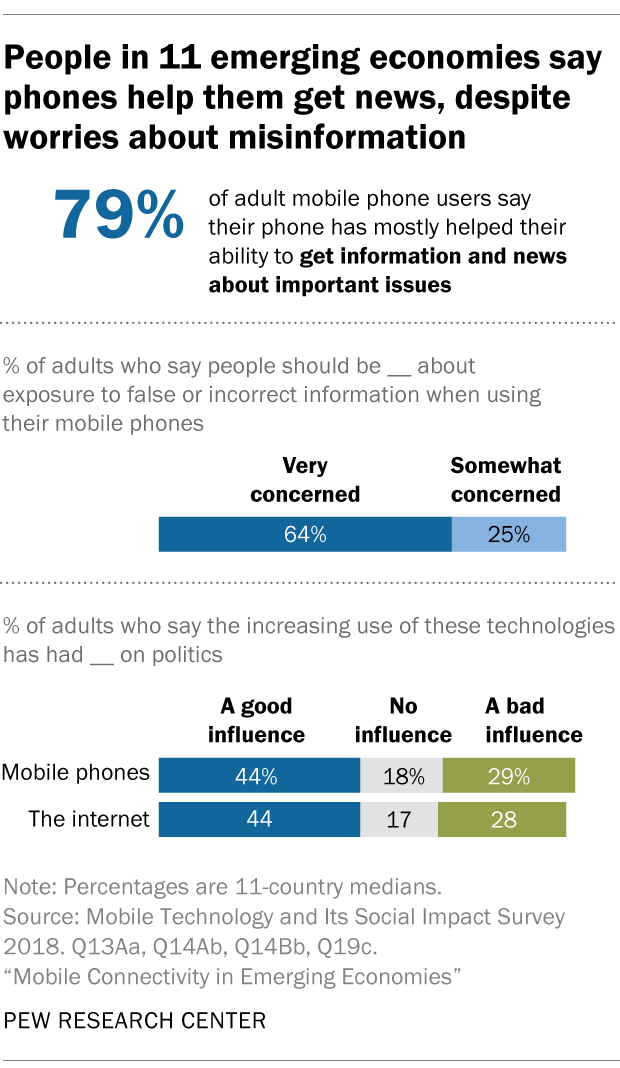 People in 11 emerging economies say
phones help them get news, despite
worries about misinformation
79%
of adult mobile phone users say
their phone has mostly helped their
ability to get information and news
about important issues
% of adults who say people should be __ about
exposure to false or incorrect information when using
their mobile phones
Very concerned
Somewhat concerned
64% 25%
% of adults who say the increasing use of these technologies
has had __ on politics
A good influence
No influence
A bad influence
Mobile phones 44% 18% 29%
The internet 44 17 28
Note: Percentages are 11-country medians.
Source: Mobile Technology and Its Social Impact Survey
2018. Q13Aa, Q14Ab, Q14Bb, Q19c.
“Mobile Connectivity in Emerging Economies”
PEW RESEARCH CENTER